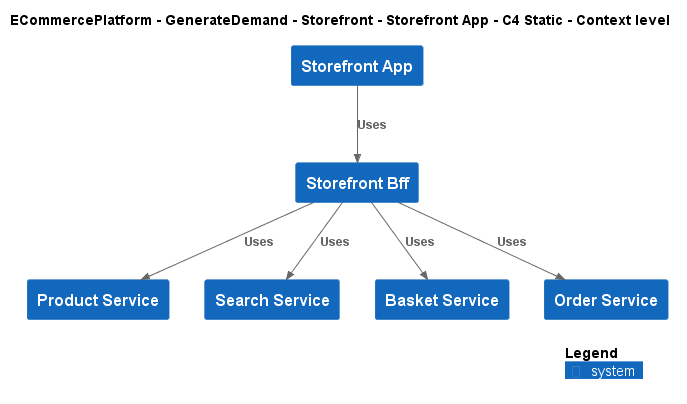 ECommercePlatform - GenerateDemand - Storefront - Storefront App - C4 Static - Context level
Storefront App
Uses
Storefront Bff
Uses Uses Uses Uses
Product Service Search Service Basket Service Order Service
Legend
system